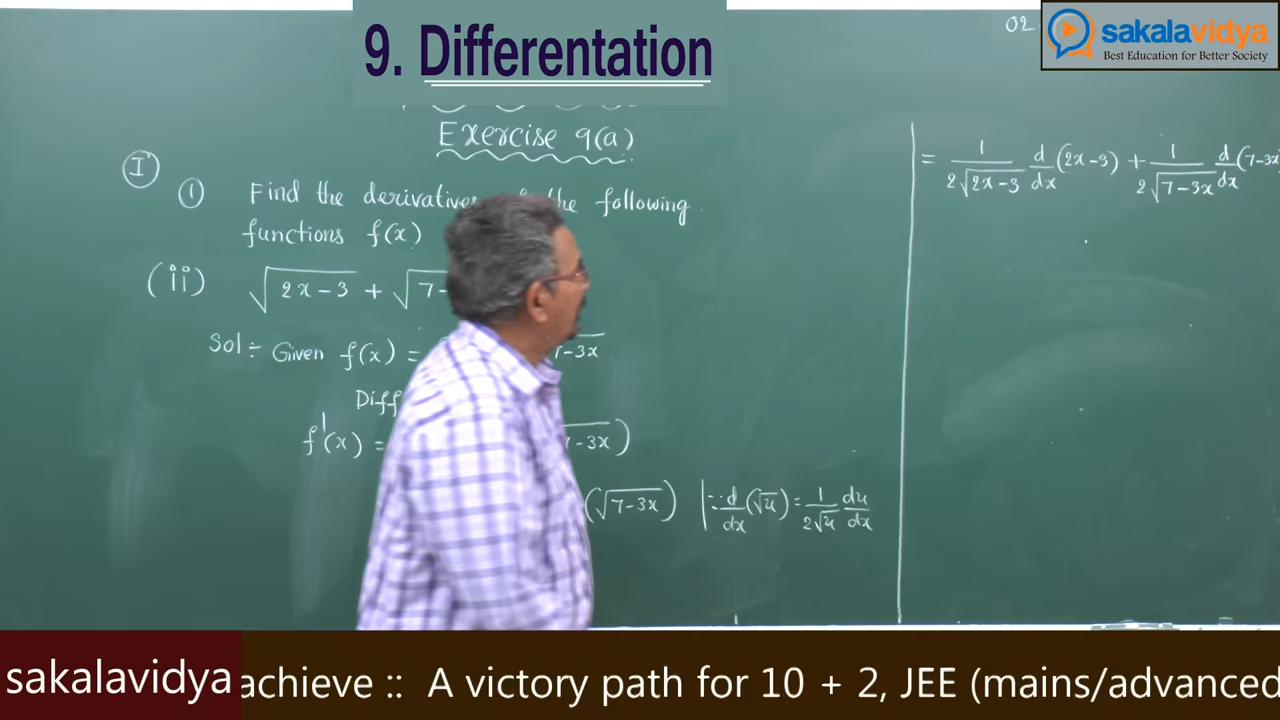 9. Differentation
02
sakalavidya
Best Education for Better Society
Exercise 9(a)
I
(1) Find the derivatives the following
functions f(x)
(ii) √(2x-3) + √7-
Sol÷ Given f(x) = 7-3x
Diff
f'(x) = 7-3x)
(√(7-3x)) | ∵ d/dx (√u) = 1/(2√u) du/dx
= 1/(2√(2x-3)) d/dx (2x-3) + 1/(2√(7-3x)) d/dx (7-3x
sakalavidya achieve :: A victory path for 10 + 2, JEE (mains/advanced